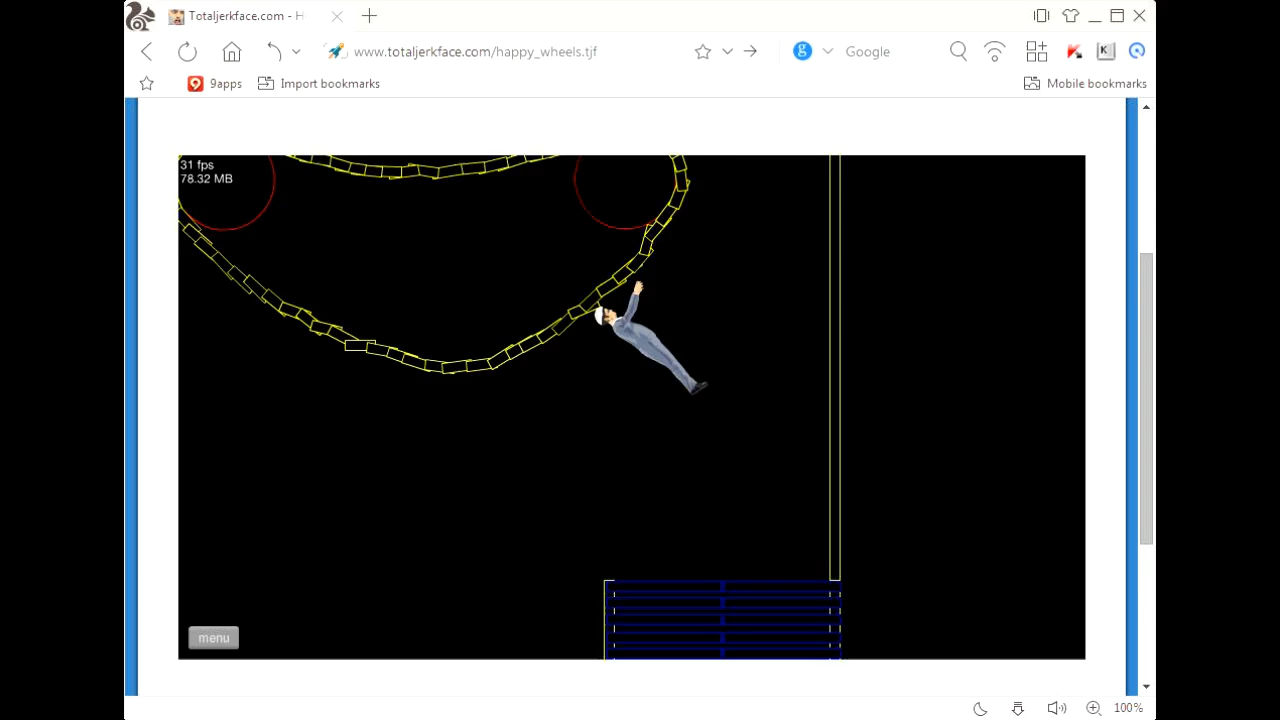 Totaljerkface.com - H
www.totaljerkface.com/happy_wheels.tjf
g
Google
K
9
9apps
Import bookmarks
Mobile bookmarks
31 fps
78.32 MB
menu
100%